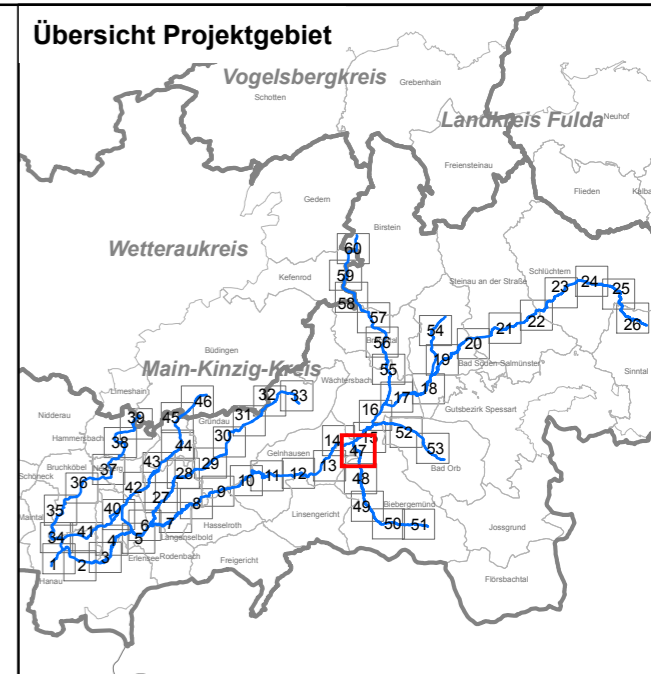 Übersicht Projektgebiet
Vogelsbergkreis
Grebenhain
Schotten
Landkreis Fulda
Neuhof
Freiensteinau
Flieden
Gedern
Birstein
Wetteraukreis
60
Kefenrod
59
Steinau an der Straße
Schlüchtern
23
24
25
58
57
54
22
26
21
56
20
Büdingen
19
Bad Soden-Salmünster
Sinntal
Main-Kinzig-Kreis
Wächtersbach
55
Limeshain
32
33
18
46
17
Nidderau
45
31
16
Gutsbezirk Spessart
39
Gründau
Hammersbach
38
30
14
15
52
44
Gelnhausen
47
53
Bruchköbel
37
43
29
13
Bad Orb
Schöneck
36
28
10
11
12
48
42
9
35
27
8
49
Biebergemünd
Maintal
40
Hasselroth
Linsengericht
41
6
7
50
51
Jossgrund
34
4
5
Langenselbold
Erlensee
Rodenbach
Freigericht
1
2
3
Hanau
Flörsbachtal